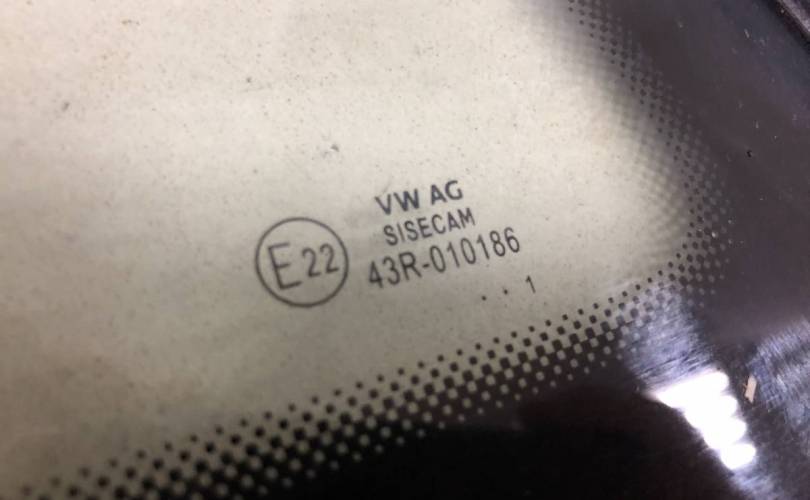 VW AG
SISECAM
E22
43R-010186
. . 1